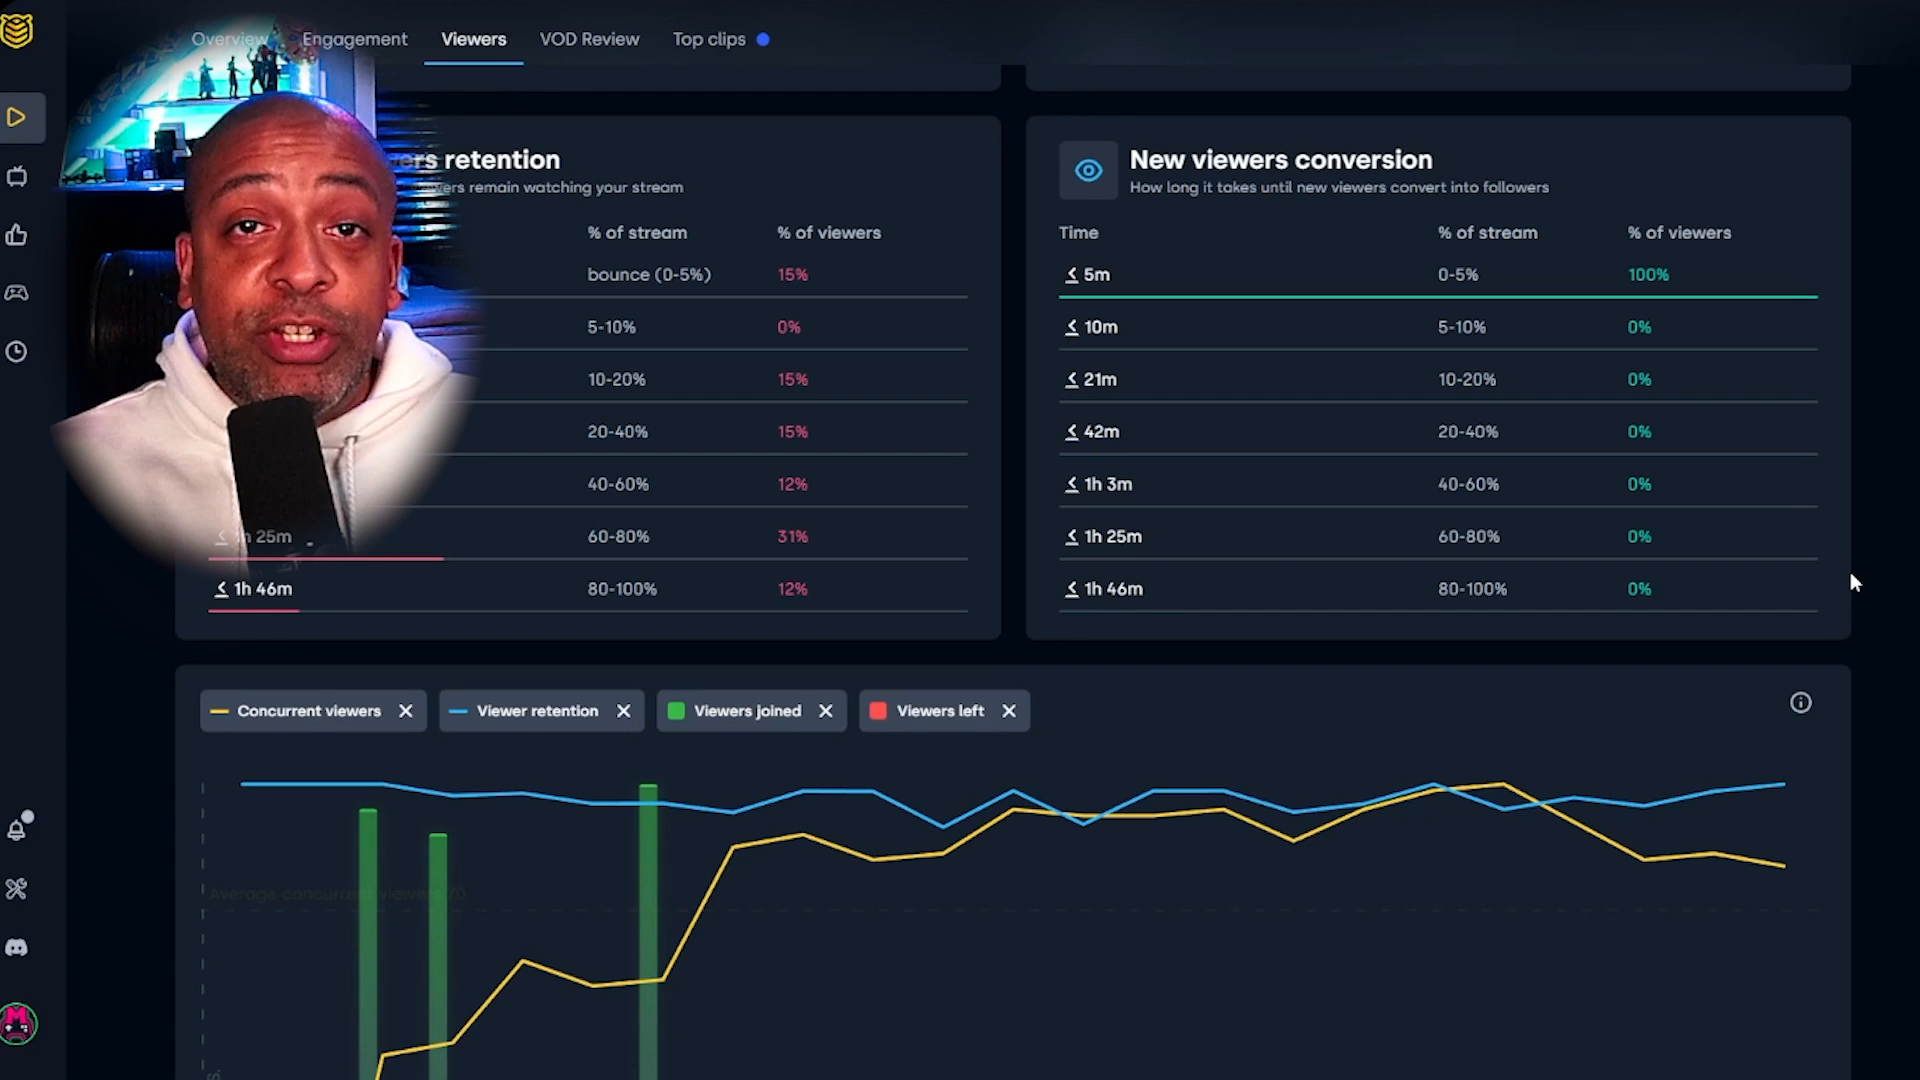 Overview Engagement Viewers VOD Review Top clips
retention
remain watching your stream
% of stream % of viewers
bounce (0-5%) 15%
5-10% 0%
10-20% 15%
20-40% 15%
40-60% 12%
25m 60-80% 31%
1h 46m 80-100% 12%
New viewers conversion
How long it takes until new viewers convert into followers
Time % of stream % of viewers
≤ 5m 0-5% 100%
≤ 10m 5-10% 0%
≤ 21m 10-20% 0%
≤ 42m 20-40% 0%
≤ 1h 3m 40-60% 0%
≤ 1h 25m 60-80% 0%
≤ 1h 46m 80-100% 0%
Concurrent viewers Viewer retention Viewers joined Viewers left
Average concurrent viewers 70